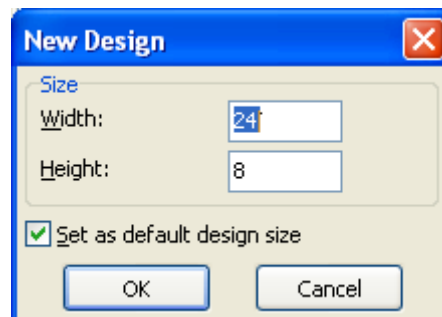 New Design
Size
Width: 24
Height: 8
Set as default design size
OK Cancel